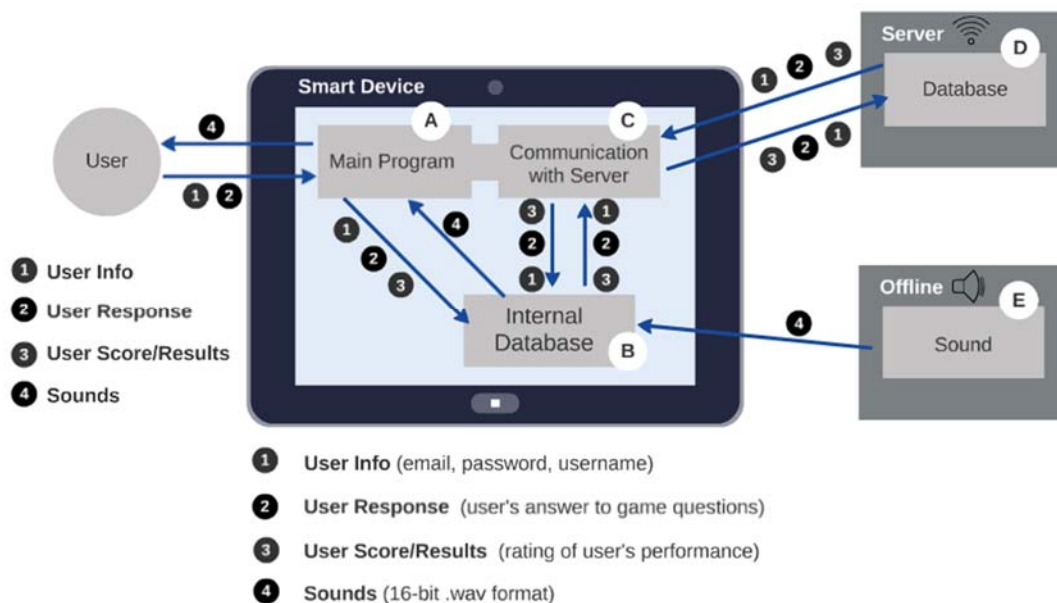 Server
D
Database
3
2
1
Smart Device
A
C
4
User
Main Program
Communication
with Server
3 2 1
1 2
1
2
3
4
3
2
1
1
2
3
Internal
Database
B
4
Offline
E
Sound
1 User Info
2 User Response
3 User Score/Results
4 Sounds
1 User Info (email, password, username)
2 User Response (user's answer to game questions)
3 User Score/Results (rating of user's performance)
4 Sounds (16-bit .wav format)